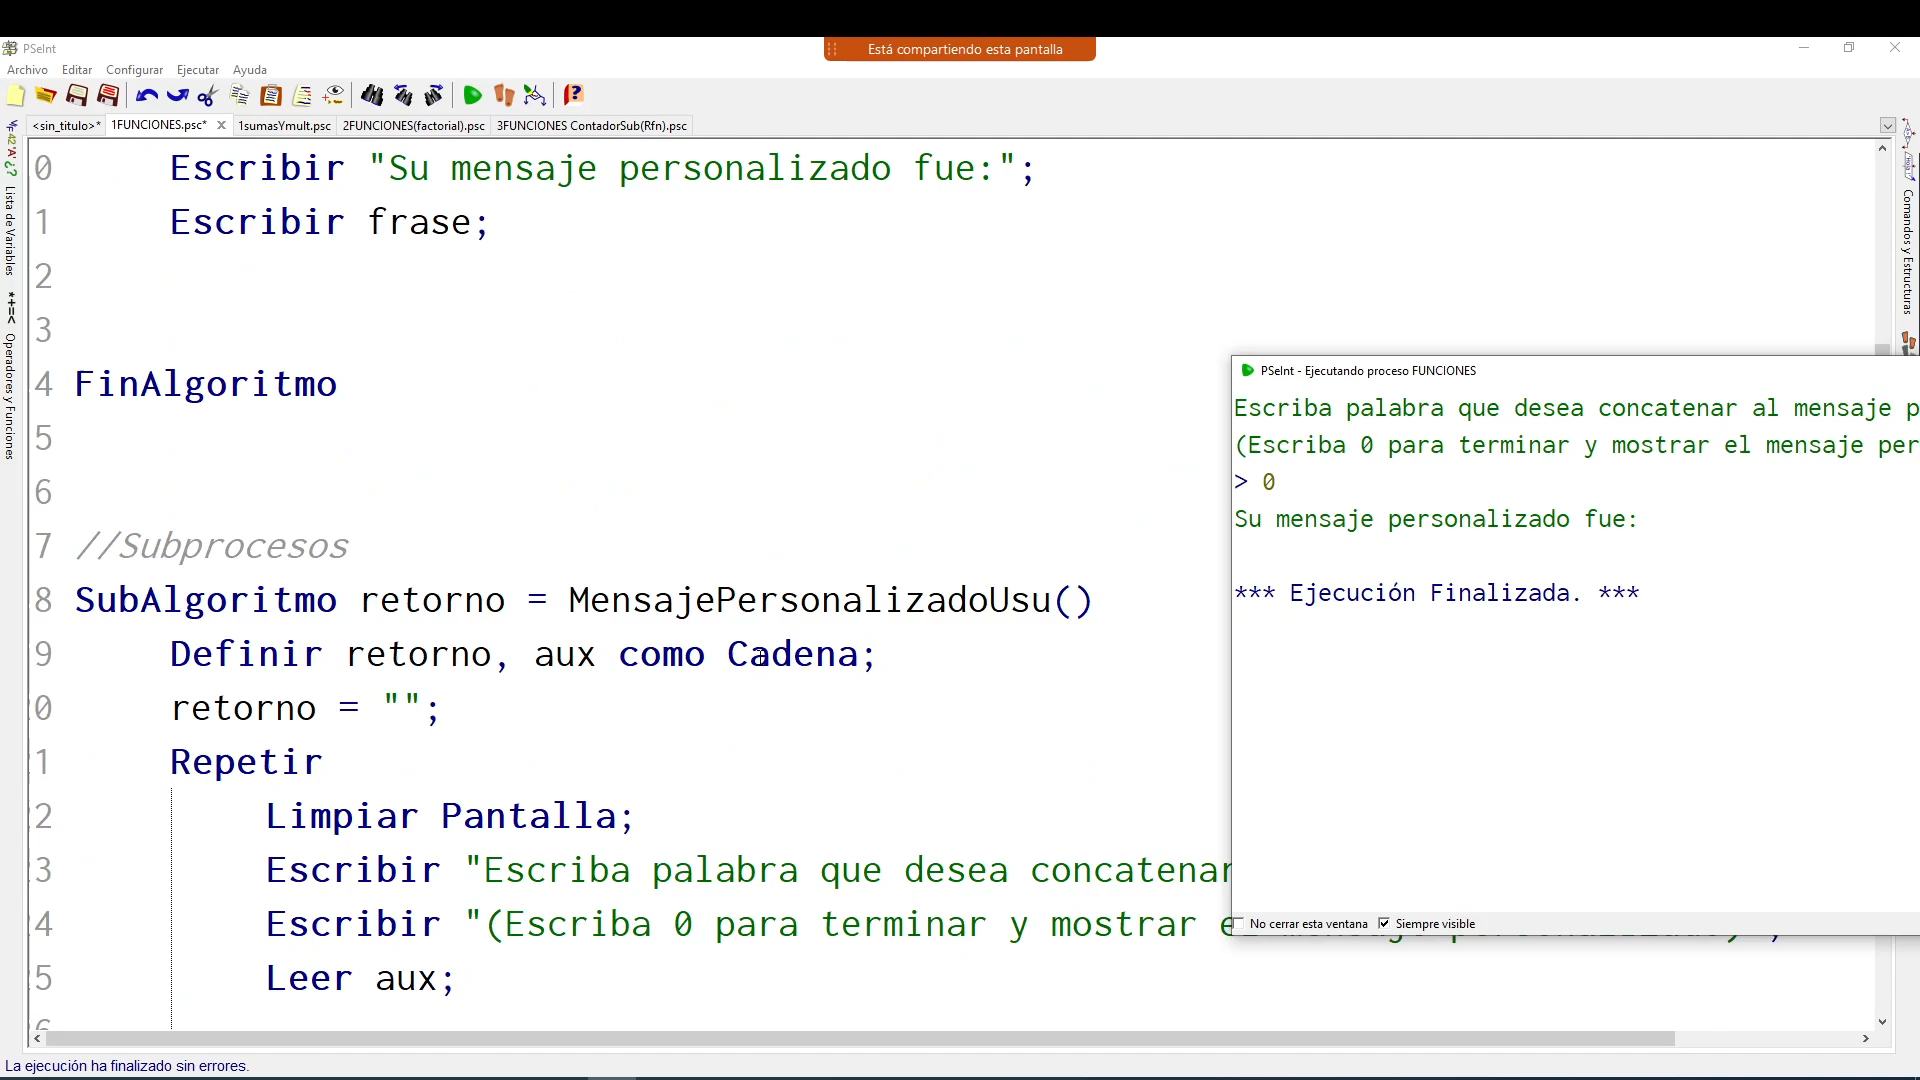 PSeInt
Está compartiendo esta pantalla
Archivo Editar Configurar Ejecutar Ayuda
<sin_titulo>* 1FUNCIONES.psc* 1sumasYmult.psc 2FUNCIONES(factorial).psc 3FUNCIONES ContadorSub(Rfn).psc
Lista de Variables
*+=<
Operadores y Funciones
Comandos y Estructuras
0 Escribir "Su mensaje personalizado fue:";
1 Escribir frase;
2
3
4 FinAlgoritmo
5
6
7 //Subprocesos
8 SubAlgoritmo retorno = MensajePersonalizadoUsu()
9 Definir retorno, aux como Cadena;
0 retorno = "";
1 Repetir
2 Limpiar Pantalla;
3 Escribir "Escriba palabra que desea concatenar
4 Escribir "(Escriba 0 para terminar y mostrar
5 Leer aux;
PSeInt - Ejecutando proceso FUNCIONES
Escriba palabra que desea concatenar al mensaje p
(Escriba 0 para terminar y mostrar el mensaje per
> 0
Su mensaje personalizado fue:
*** Ejecución Finalizada. ***
No cerrar esta ventana Siempre visible
La ejecución ha finalizado sin errores.